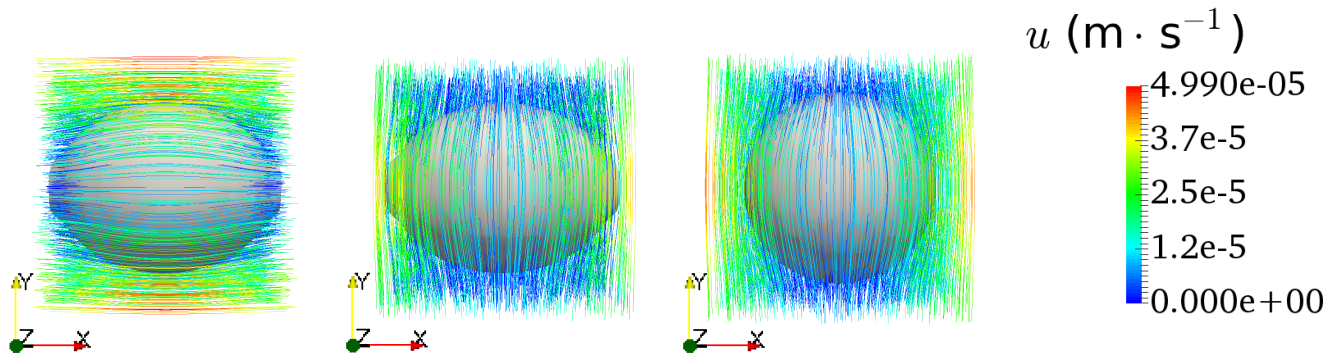 u (m · s⁻¹)
4.990e-05
3.7e-5
2.5e-5
1.2e-5
0.000e+00
Y
Z X
Y
Z X
Y
Z X